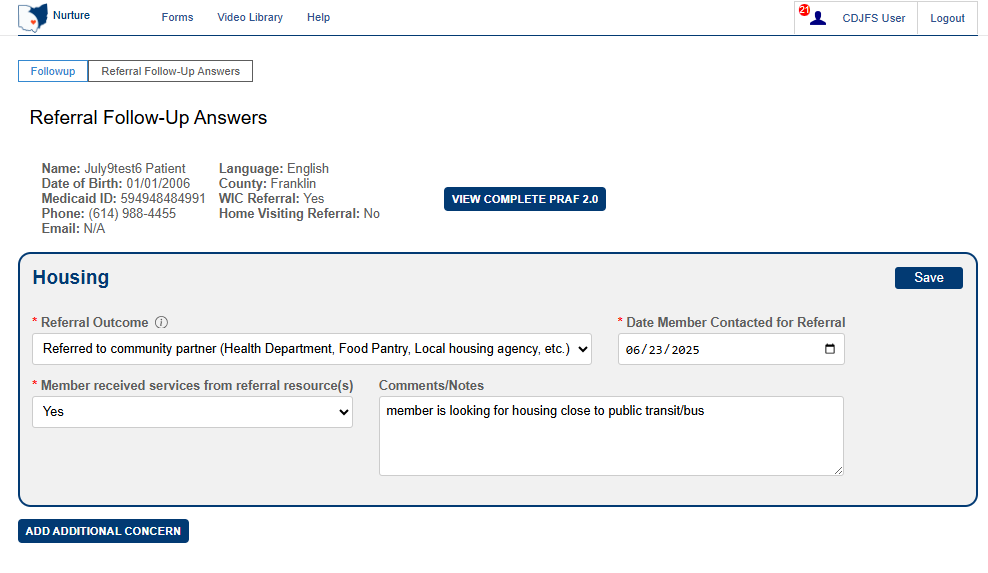 Nurture
Forms
Video Library
Help
21
CDJFS User
Logout
Followup
Referral Follow-Up Answers
Referral Follow-Up Answers
Name: July9test6 Patient
Date of Birth: 01/01/2006
Medicaid ID: 594948484991
Phone: (614) 988-4455
Email: N/A
Language: English
County: Franklin
WIC Referral: Yes
Home Visiting Referral: No
VIEW COMPLETE PRAF 2.0
Housing
Save
* Referral Outcome
Referred to community partner (Health Department, Food Pantry, Local housing agency, etc.)
* Date Member Contacted for Referral
06/23/2025
* Member received services from referral resource(s)
Yes
Comments/Notes
member is looking for housing close to public transit/bus
ADD ADDITIONAL CONCERN